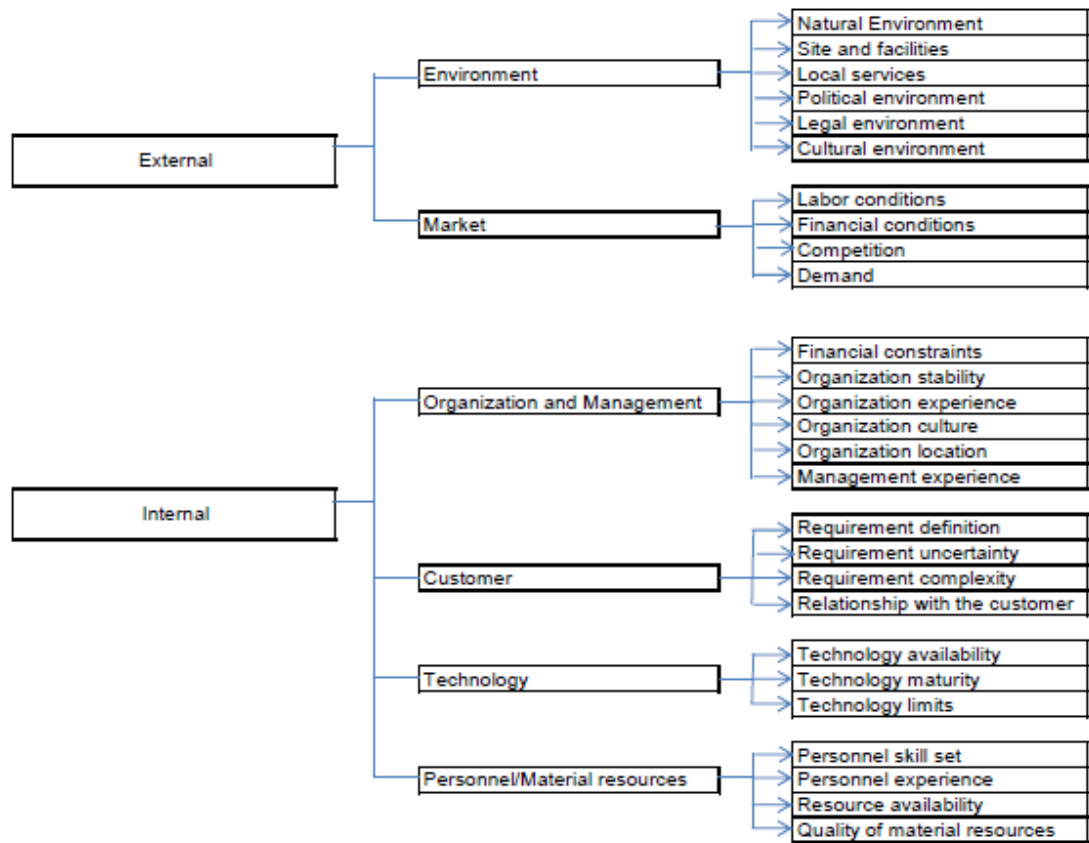 External
Environment
Natural Environment
Site and facilities
Local services
Political environment
Legal environment
Cultural environment
Market
Labor conditions
Financial conditions
Competition
Demand
Internal
Organization and Management
Financial constraints
Organization stability
Organization experience
Organization culture
Organization location
Management experience
Customer
Requirement definition
Requirement uncertainty
Requirement complexity
Relationship with the customer
Technology
Technology availability
Technology maturity
Technology limits
Personnel/Material resources
Personnel skill set
Personnel experience
Resource availability
Quality of material resources